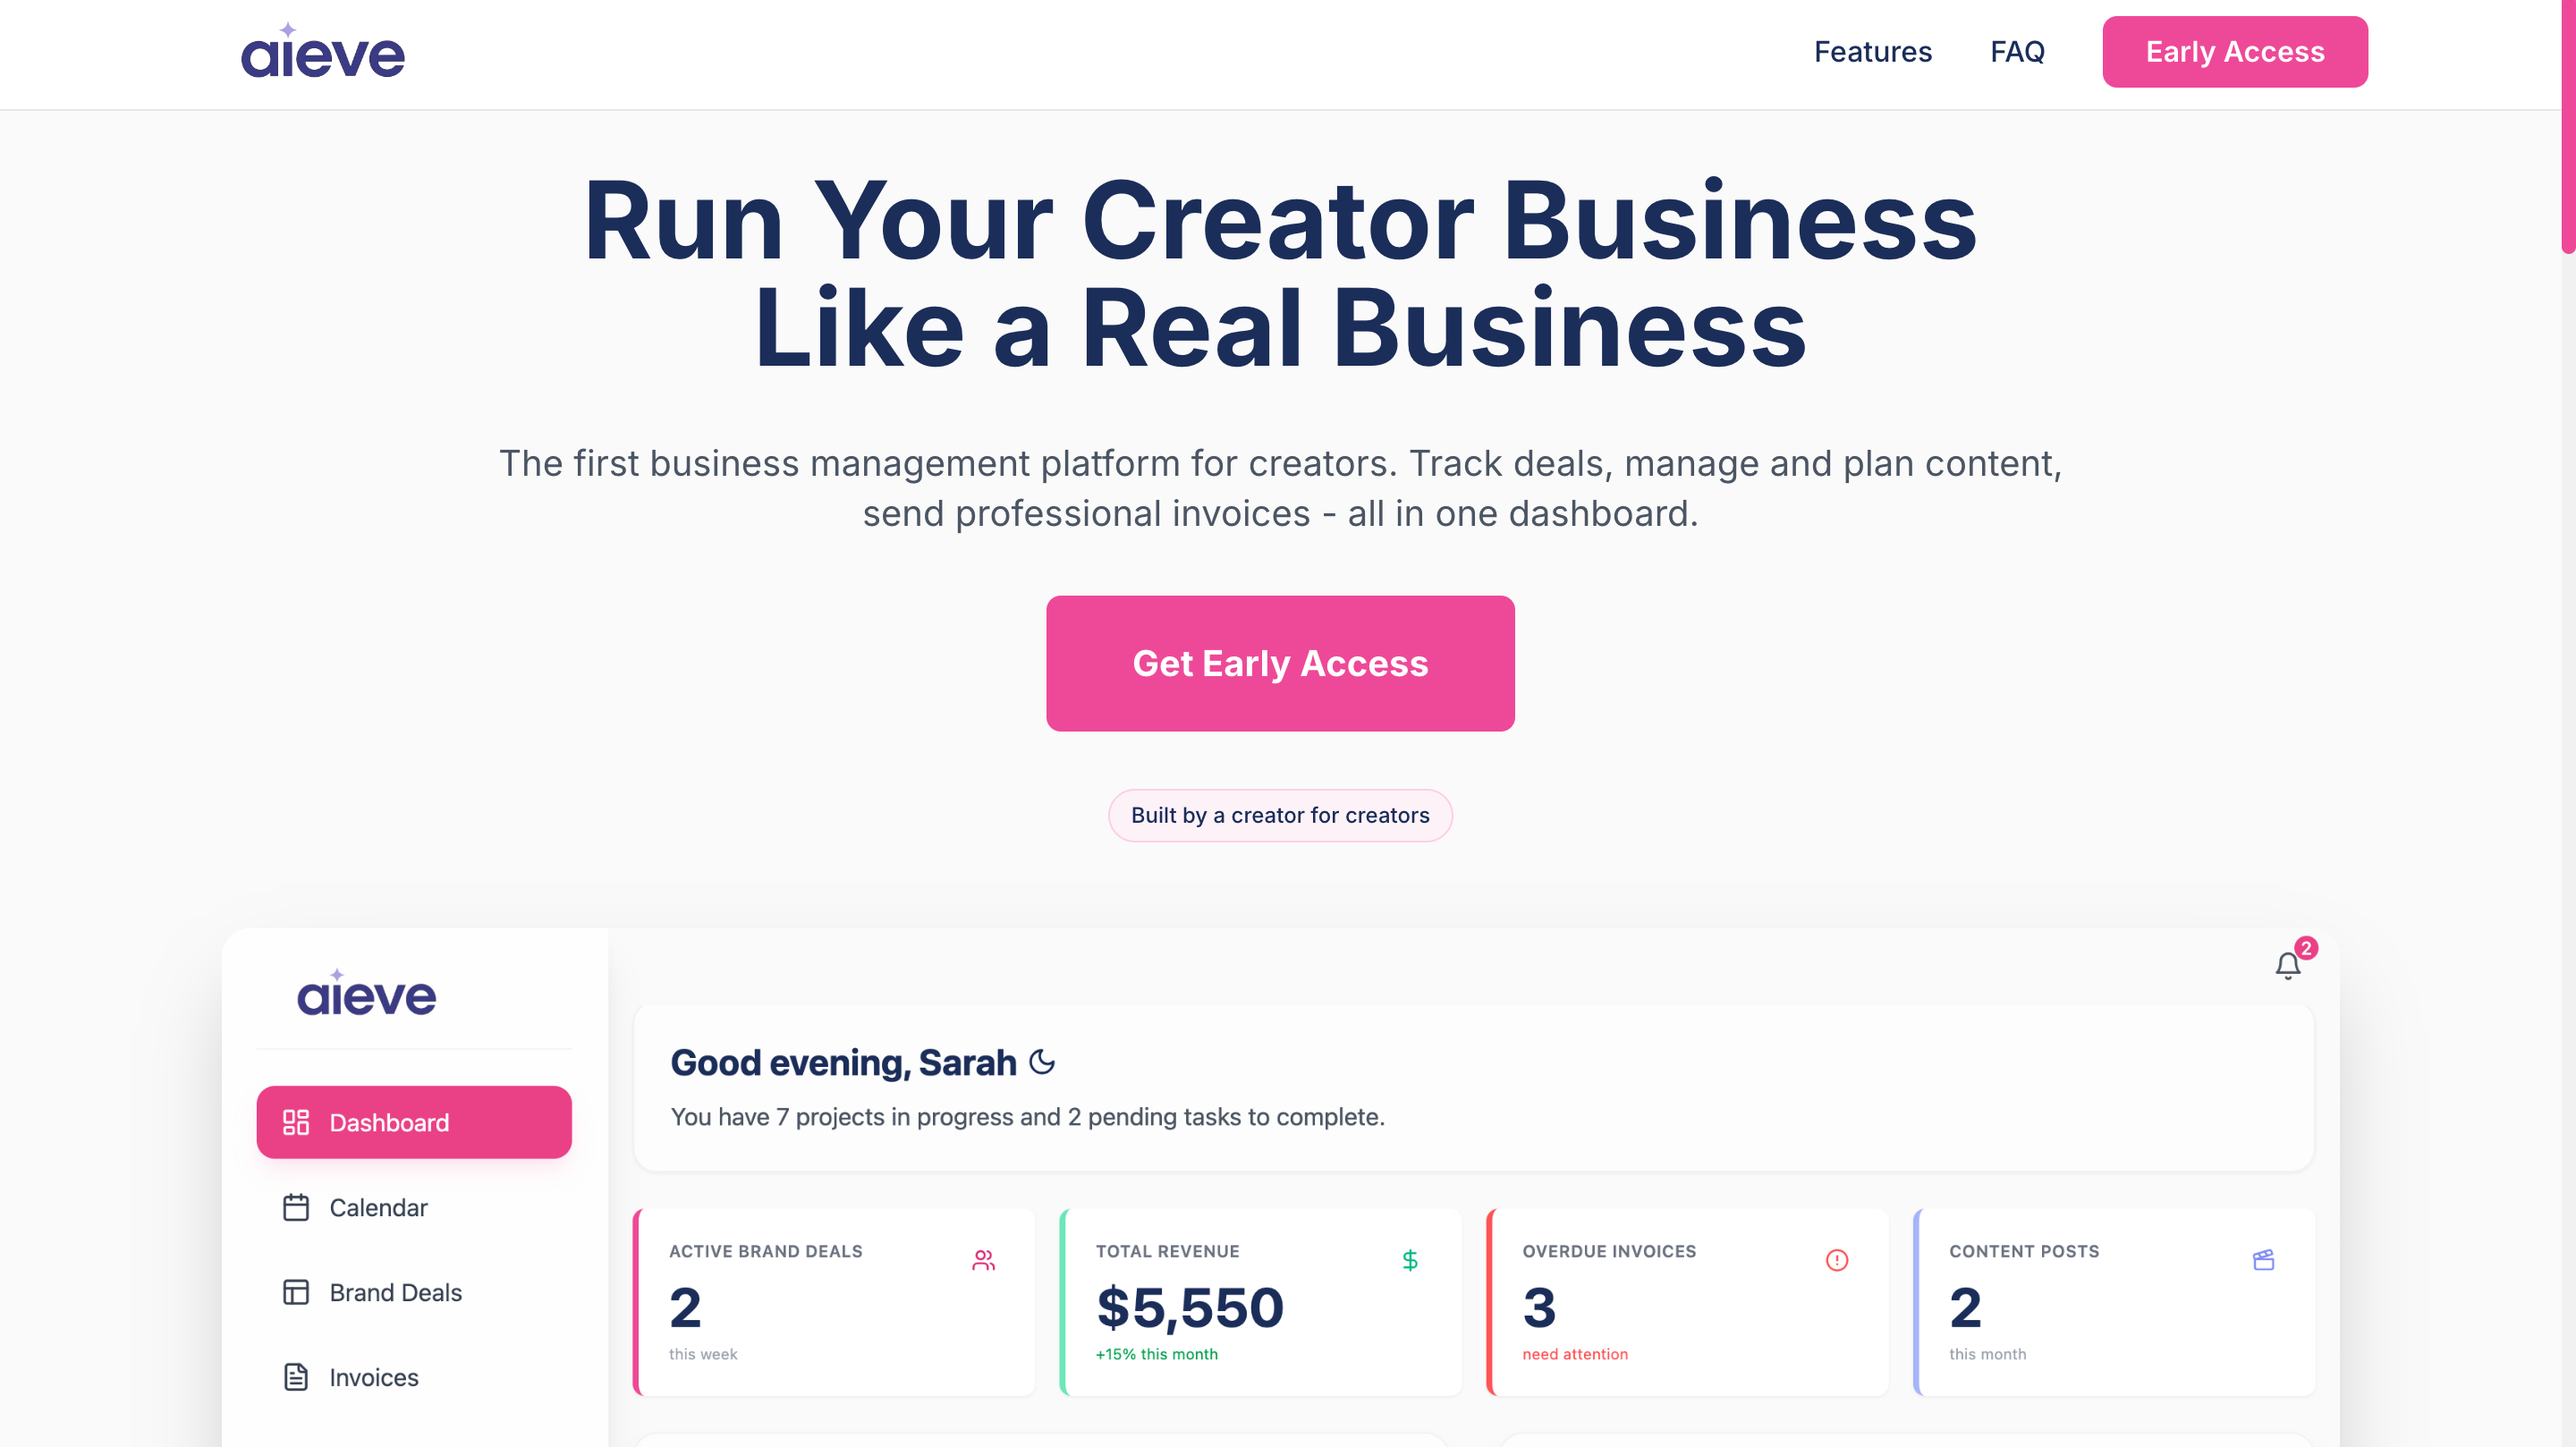 aieve
Features
FAQ
Early Access
Run Your Creator Business
Like a Real Business
The first business management platform for creators. Track deals, manage and plan content,
send professional invoices - all in one dashboard.
Get Early Access
Built by a creator for creators
aieve
2
Good evening, Sarah
You have 7 projects in progress and 2 pending tasks to complete.
Dashboard
Calendar
Brand Deals
Invoices
ACTIVE BRAND DEALS
2
this week
TOTAL REVENUE
$5,550
+15% this month
OVERDUE INVOICES
3
need attention
CONTENT POSTS
2
this month